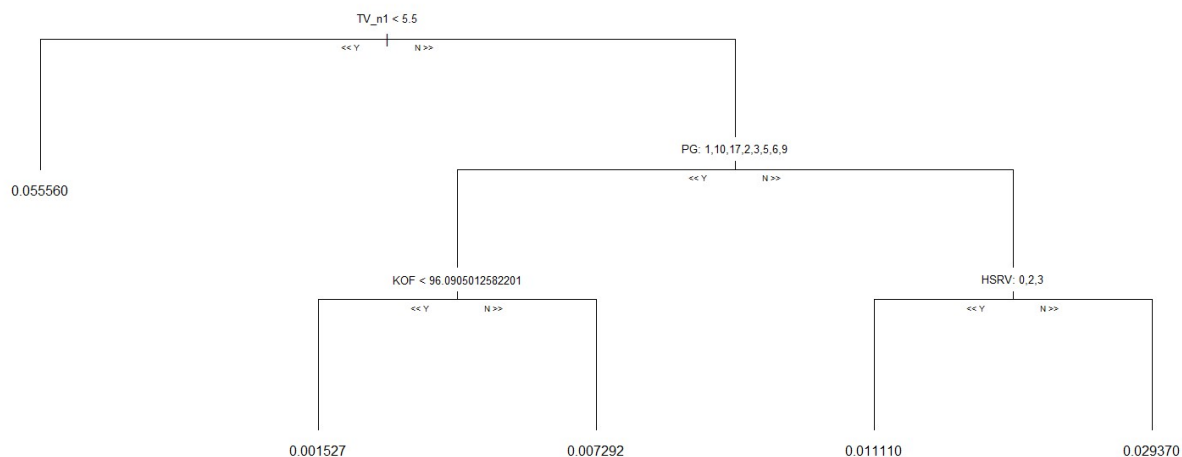 TV_n1 < 5.5
<< Y N >>
PG: 1,10,17,2,3,5,6,9
<< Y N >>
0.055560
KOF < 96.0905012582201
HSRV: 0,2,3
<< Y N >>
<< Y N >>
0.001527
0.007292
0.011110
0.029370